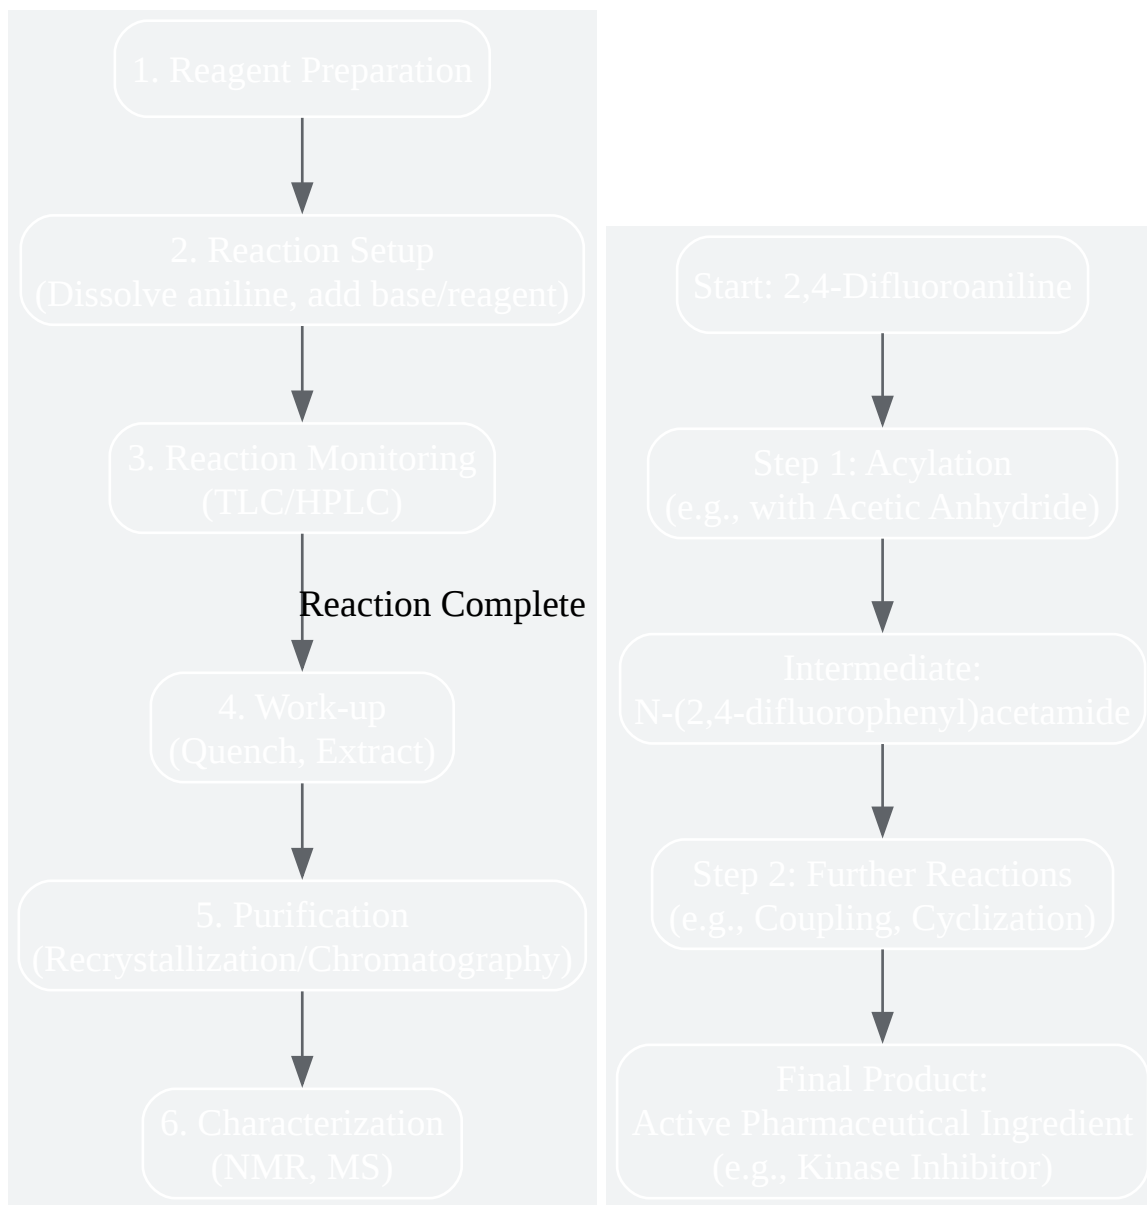 1. Reagent Preparation
2. Reaction Setup
(Dissolve aniline, add base/reagent)
3. Reaction Monitoring
(TLC/HPLC)
Reaction Complete
4. Work-up
(Quench, Extract)
5. Purification
(Recrystallization/Chromatography)
6. Characterization
(NMR, MS)
Start: 2,4-Difluoroaniline
Step 1: Acylation
(e.g., with Acetic Anhydride)
Intermediate:
N-(2,4-difluorophenyl)acetamide
Step 2: Further Reactions
(e.g., Coupling, Cyclization)
Final Product:
Active Pharmaceutical Ingredient
(e.g., Kinase Inhibitor)